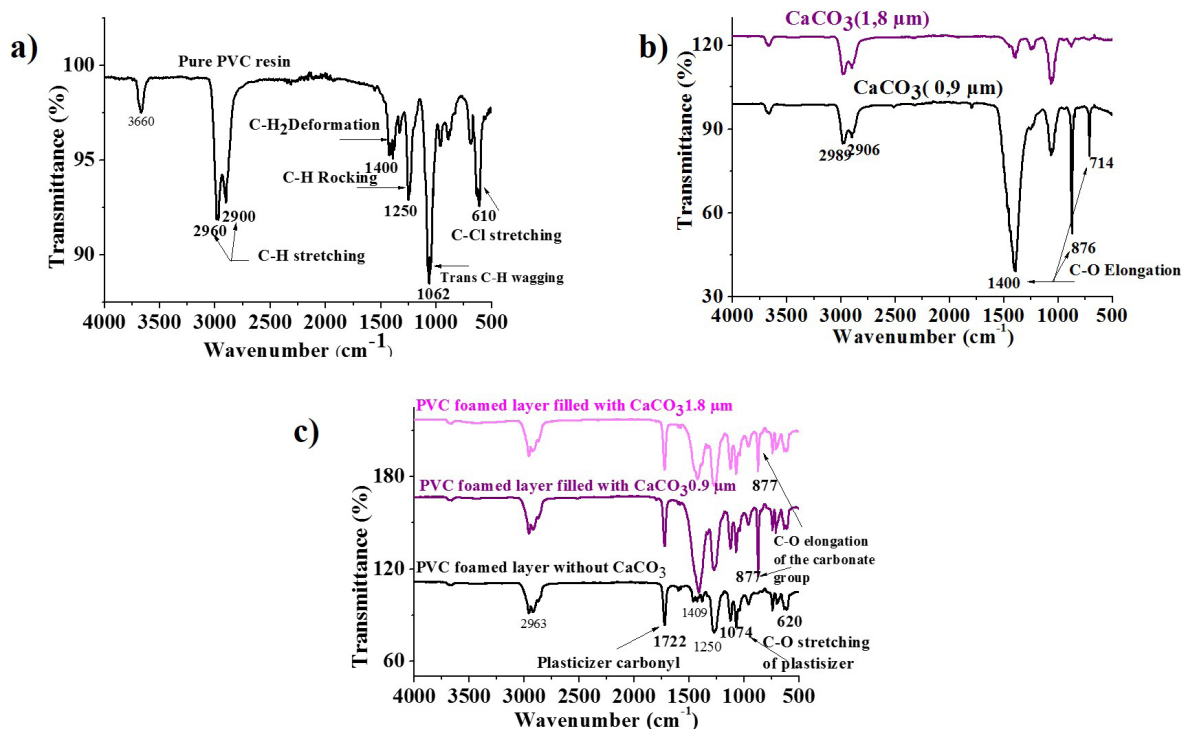 a)
Pure PVC resin
100
95
90
Transmittance (%)
3660
C-H2Deformation
1400
C-H Rocking
1250
2900
2960
C-H stretching
610
C-Cl stretching
Trans C-H wagging
1062
4000 3500 3000 2500 2000 1500 1000 500
Wavenumber (cm-1)
b)
CaCO3(1,8 µm)
CaCO3( 0,9 µm)
120
90
60
30
Transmittance (%)
2989 2906
714
876
C-O Elongation
1400
4000 3500 3000 2500 2000 1500 1000 500
Wavenumber (cm-1)
c)
PVC foamed layer filled with CaCO31.8 µm
180
120
60
Transmittance (%)
PVC foamed layer filled with CaCO30.9 µm
877
C-O elongation
of the carbonate
group
877
PVC foamed layer without CaCO3
2963
1409
1722
1250
1074
620
C-O stretching
of plastisizer
Plasticizer carbonyl
4000 3500 3000 2500 2000 1500 1000 500
Wavenumber (cm-1)